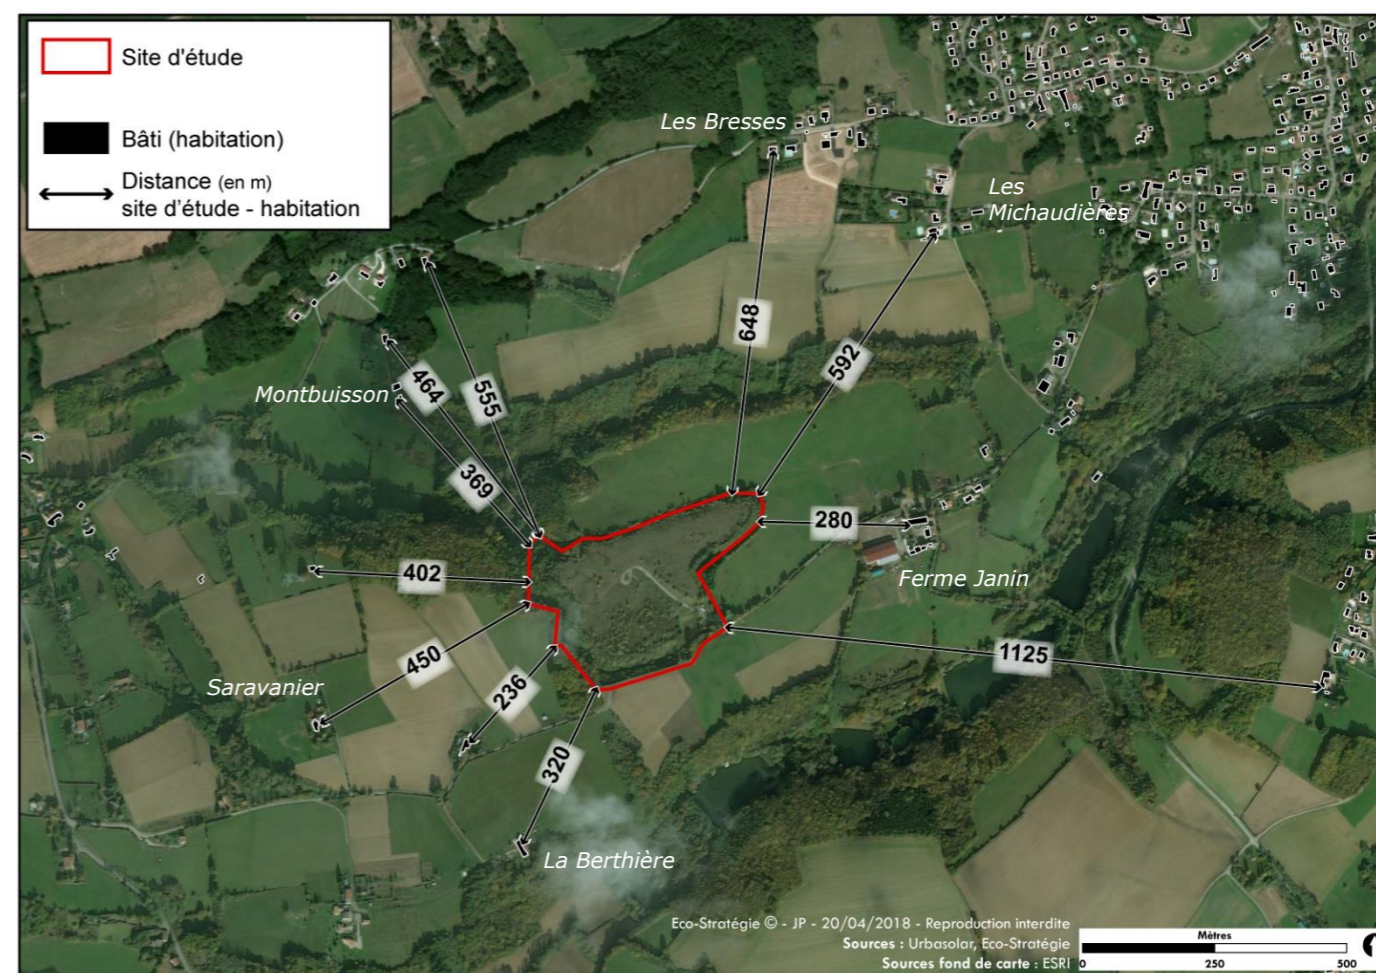 Site d'étude
Bâti (habitation)
Distance (en m)
site d'étude - habitation
Les Bresses
Les
Michaudières
Montbuisson
648
592
464
555
369
280
402
Ferme Janin
450
1125
Saravanier
236
320
La Berthière
Eco-Stratégie © - JP - 20/04/2018 - Reproduction interdite
Sources : Urbasolar, Eco-Stratégie
Sources fond de carte : ESRI
Mètres
0 250 500